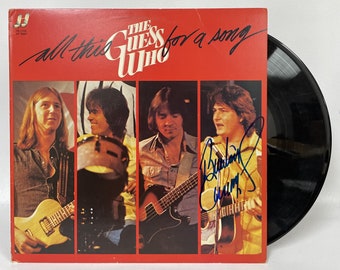 all this
THE
GUESS
WHO
for a song